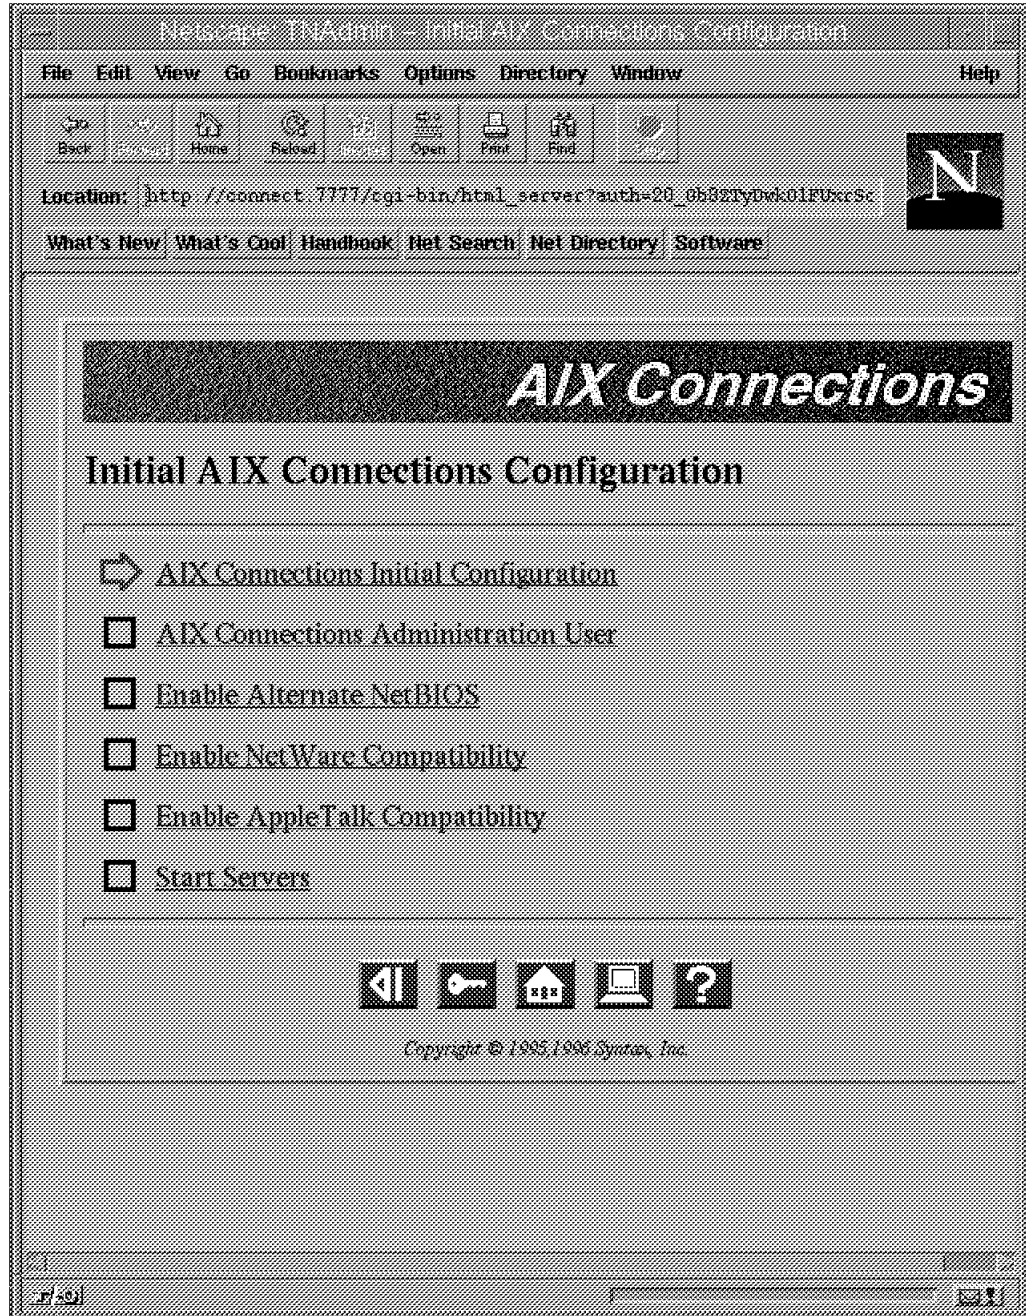 Netscape: TNAdmin – Initial AIX Connections Configuration
File Edit View Go Bookmarks Options Directory Window Help
Back Home Reload Open Print Find
N
Location: http://connect:7777/cgi-bin/html_server?
What's New What's Cool Handbook Net Search Net Directory Software
AIX Connections
Initial AIX Connections Configuration
AIX Connections Initial Configuration
AIX Connections Administration User
Enable Alternate NetBIOS
Enable NetWare Compatibility
Enable AppleTalk Compatibility
Start Servers
?
Copyright © 1995,1996 Syntax, Inc.